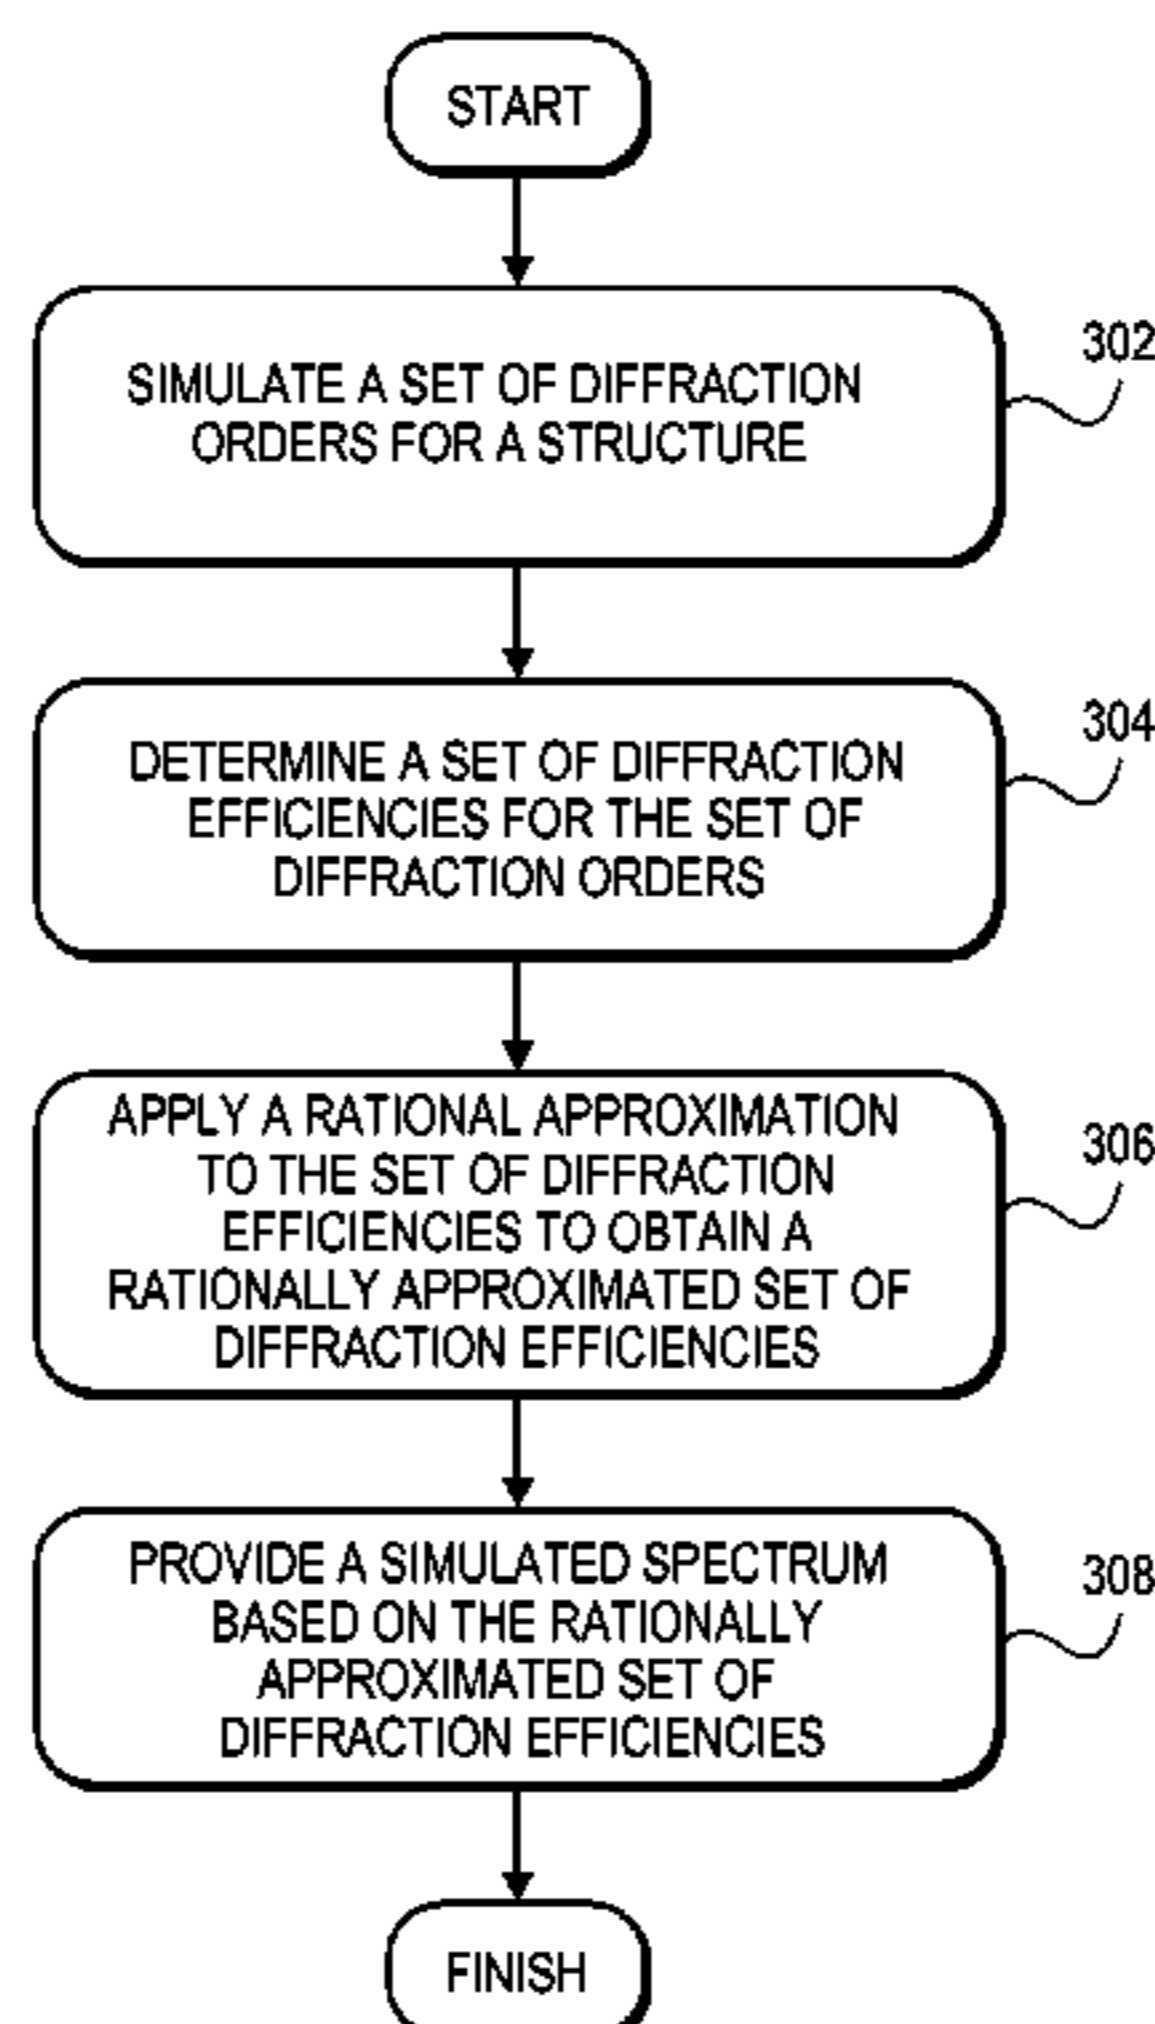 START
SIMULATE A SET OF DIFFRACTION
ORDERS FOR A STRUCTURE
302
DETERMINE A SET OF DIFFRACTION
EFFICIENCIES FOR THE SET OF
DIFFRACTION ORDERS
304
APPLY A RATIONAL APPROXIMATION
TO THE SET OF DIFFRACTION
EFFICIENCIES TO OBTAIN A
RATIONALLY APPROXIMATED SET OF
DIFFRACTION EFFICIENCIES
306
PROVIDE A SIMULATED SPECTRUM
BASED ON THE RATIONALLY
APPROXIMATED SET OF
DIFFRACTION EFFICIENCIES
308
FINISH